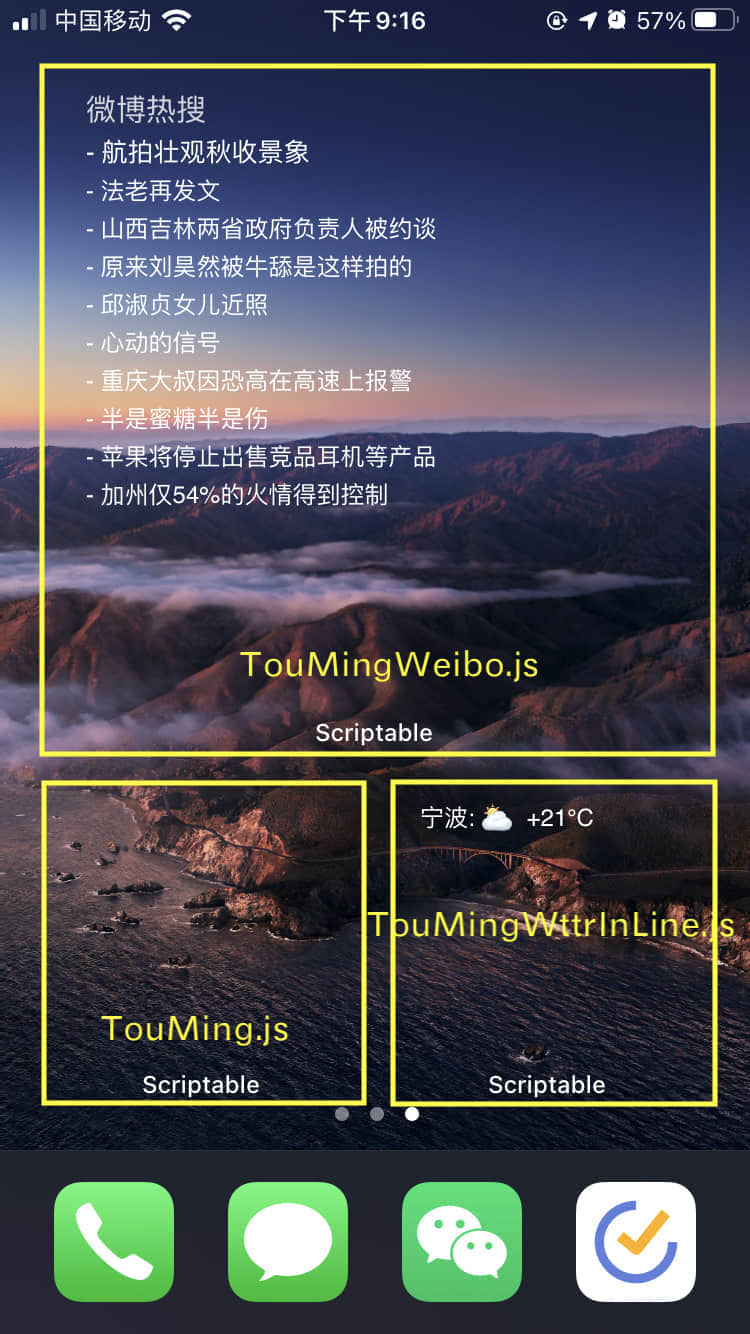 中国移动 下午9:16 57%
微博热搜
- 航拍壮观秋收景象
- 法老再发文
- 山西吉林两省政府负责人被约谈
- 原来刘昊然被牛舔是这样拍的
- 邱淑贞女儿近照
- 心动的信号
- 重庆大叔因恐高在高速上报警
- 半是蜜糖半是伤
- 苹果将停止出售竞品耳机等产品
- 加州仅54%的火情得到控制
TouMingWeibo.js
Scriptable
宁波: +21°C
TouMingWttrInLine.js
TouMing.js
Scriptable Scriptable